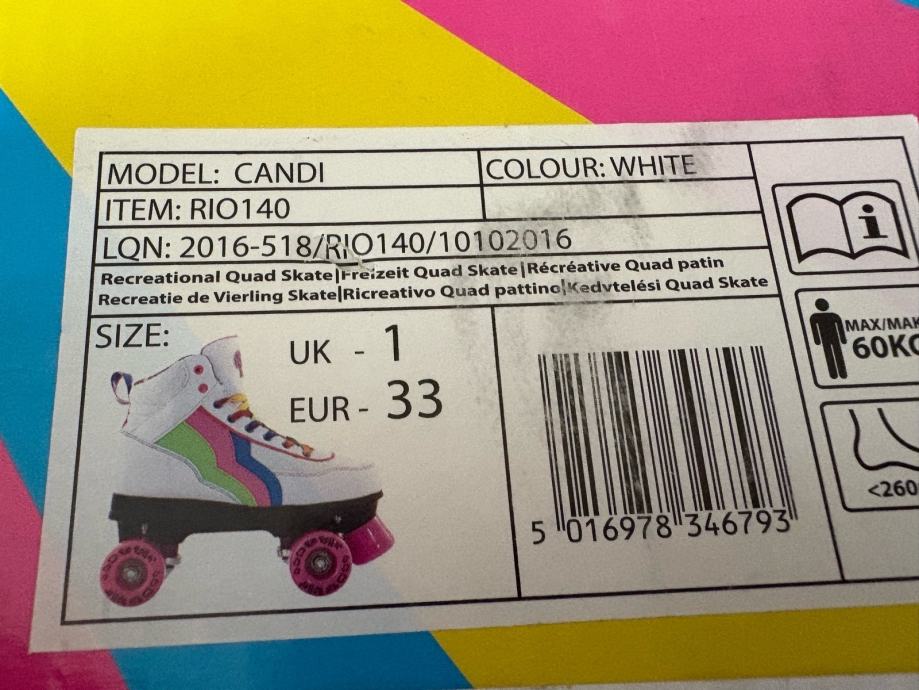 MODEL: CANDI
COLOUR: WHITE
ITEM: RIO140
LQN: 2016-518/RIO140/10102016
Recreational Quad Skate|Freizeit Quad Skate|Récréative Quad patin
Recreatie de Vierling Skate|Ricreativo Quad pattino|Kedvtelési Quad Skate
SIZE:
UK - 1
EUR - 33
5 016978 346793
i
MAX/MAK
60KG
<260